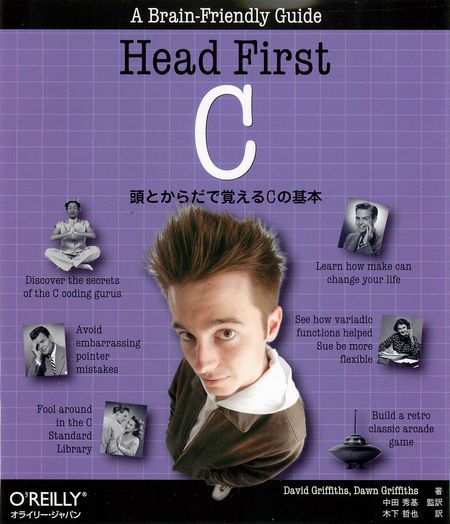 A Brain-Friendly Guide
Head First
C
頭とからだで覚えるCの基本
Discover the secrets
of the C coding gurus
Learn how make can
change your life
Avoid
embarrassing
pointer
mistakes
See how variadic
functions helped
Sue be more
flexible
Fool around
in the C
Standard
Library
Build a retro
classic arcade
game
O'REILLY®
オライリー・ジャパン
David Griffiths, Dawn Griffiths 著
中田 秀基 監訳
木下 哲也 訳